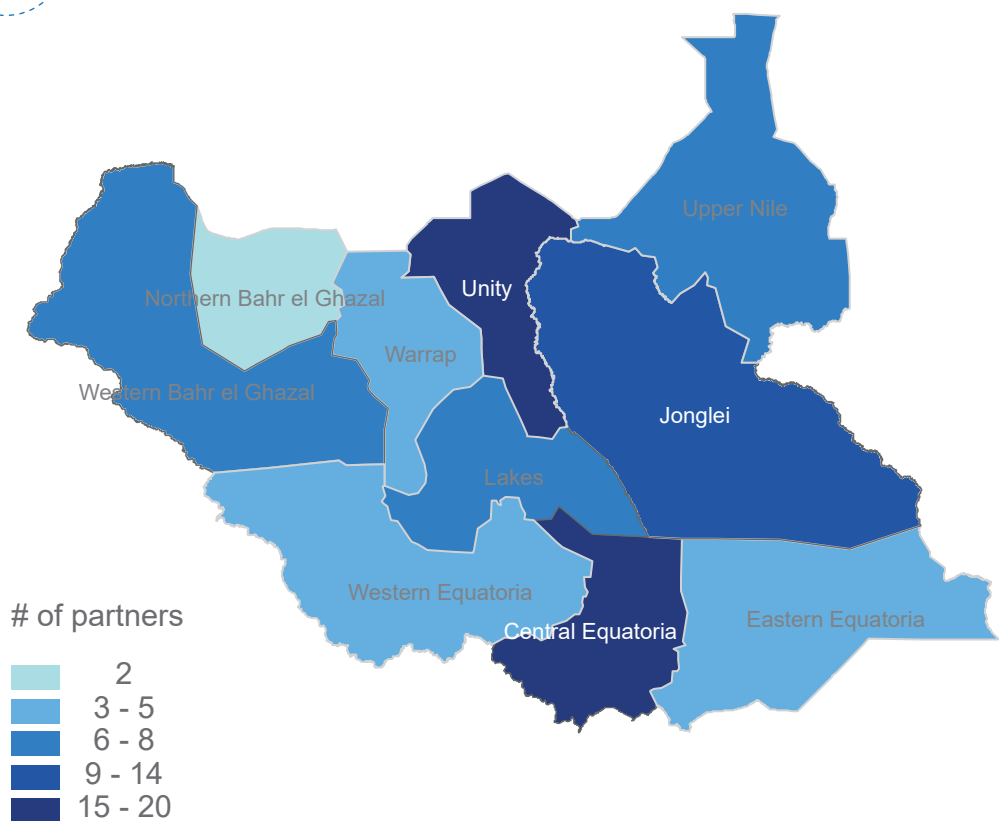 Upper Nile
Unity
Northern Bahr el Ghazal
Warrap
Western Bahr el Ghazal
Jonglei
Lakes
Western Equatoria
Eastern Equatoria
Central Equatoria
# of partners
2
3 - 5
6 - 8
9 - 14
15 - 20